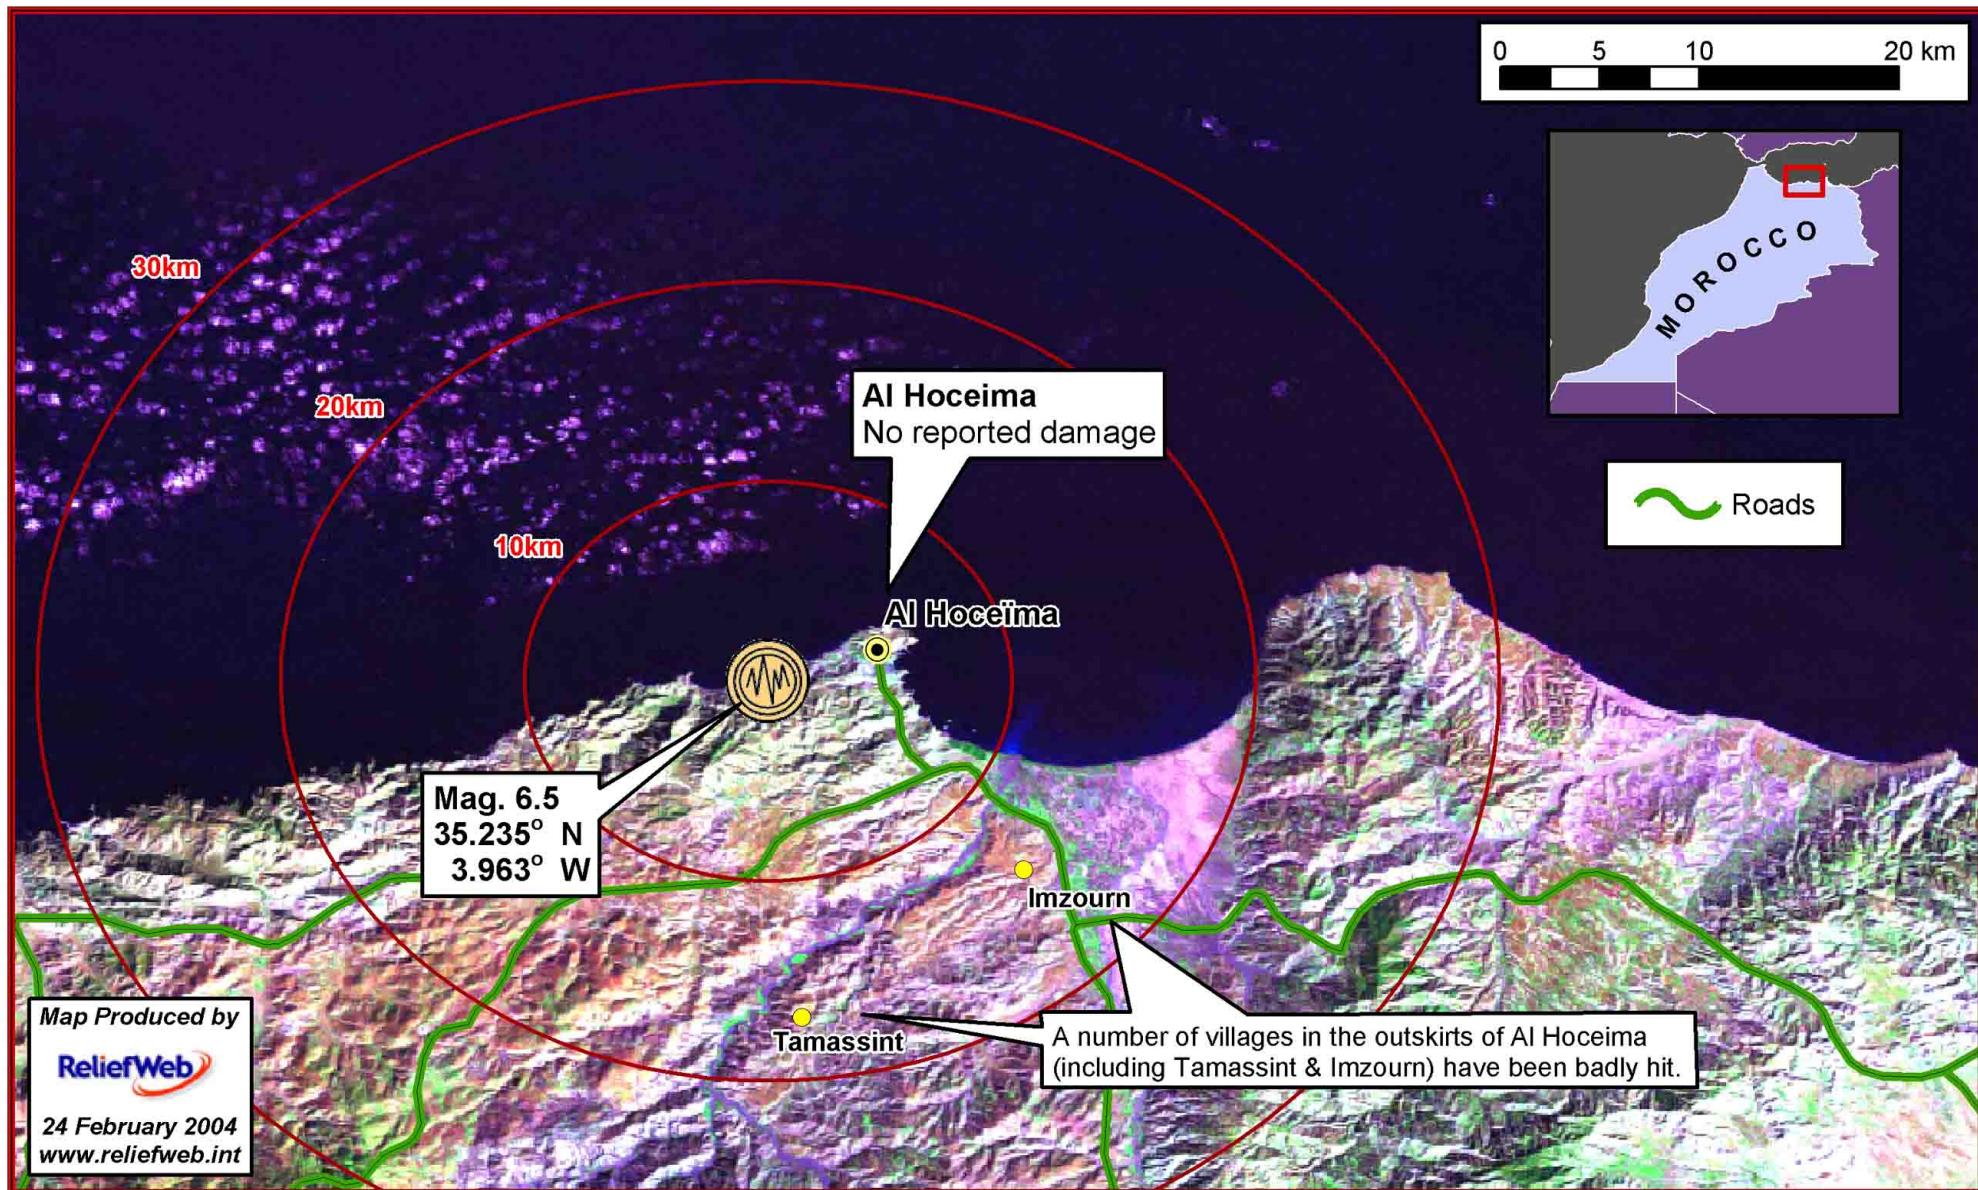 0 5 10 20 km
MOROCCO
30km
20km
Al Hoceima
No reported damage
Roads
10km
Al Hoceïma
Mag. 6.5
35.235° N
3.963° W
Imzourn
Tamassint
A number of villages in the outskirts of Al Hoceima
(including Tamassint & Imzourn) have been badly hit.
Map Produced by
ReliefWeb
24 February 2004
www.reliefweb.int